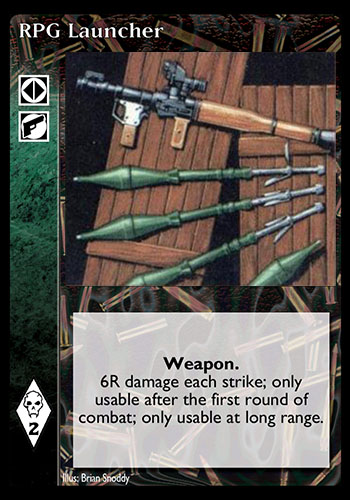 RPG Launcher
Weapon.
6R damage each strike; only
usable after the first round of
combat; only usable at long range.
2
Illus: Brian Snoddy